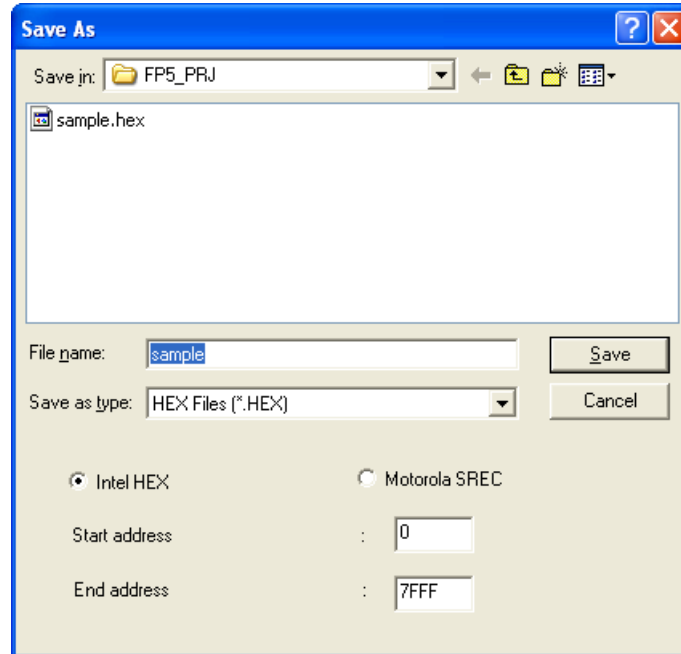 Save As
Save in: FP5_PRJ
sample.hex
File name: sample Save
Save as type: HEX Files (*.HEX) Cancel
Intel HEX Motorola SREC
Start address : 0
End address : 7FFF